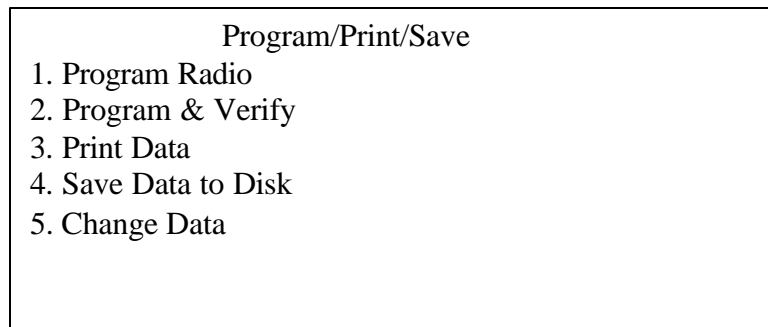 Program/Print/Save
1. Program Radio
2. Program & Verify
3. Print Data
4. Save Data to Disk
5. Change Data